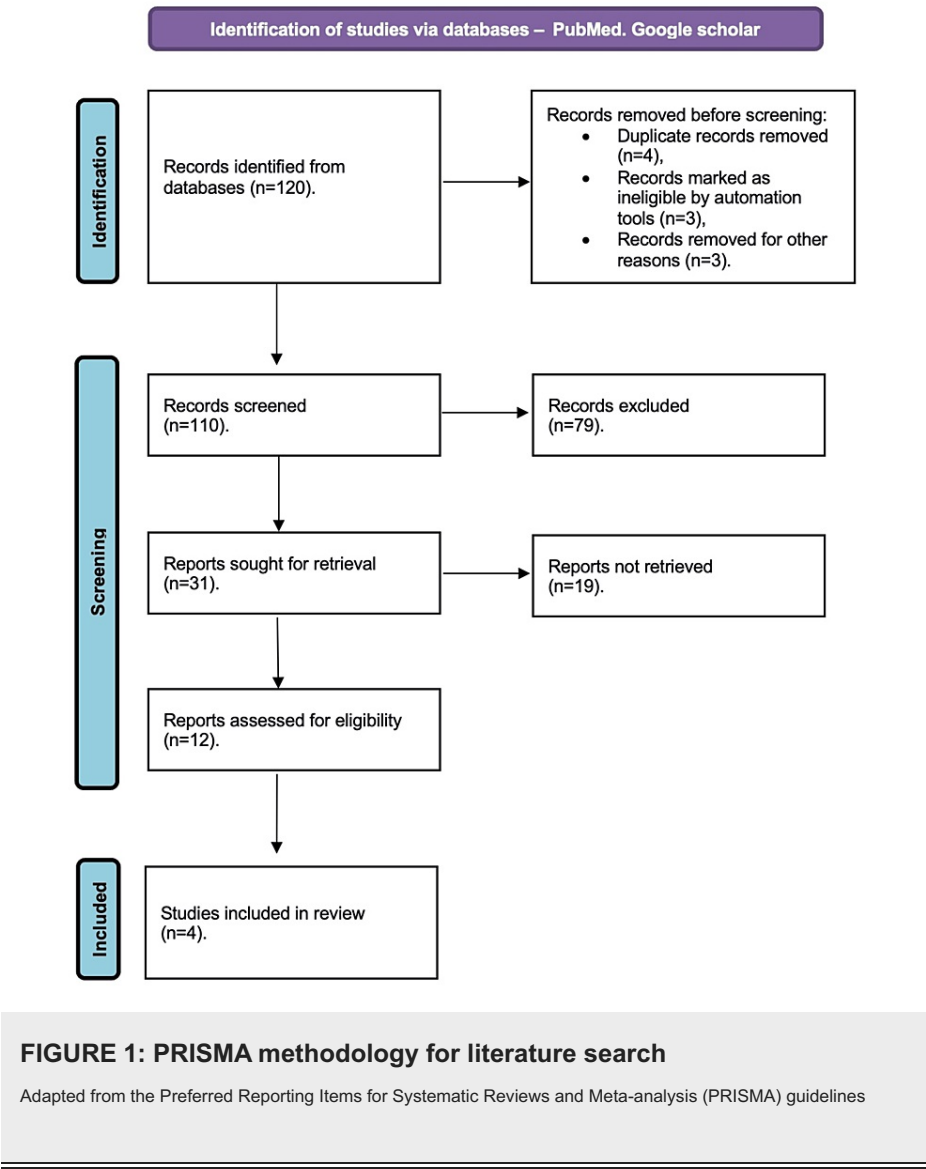 Identification of studies via databases – PubMed. Google scholar
Identification
Records identified from
databases (n=120).
Records removed before screening:
• Duplicate records removed
(n=4),
• Records marked as
ineligible by automation
tools (n=3),
• Records removed for other
reasons (n=3).
Screening
Records screened
(n=110).
Records excluded
(n=79).
Reports sought for retrieval
(n=31).
Reports not retrieved
(n=19).
Reports assessed for eligibility
(n=12).
Included
Studies included in review
(n=4).
FIGURE 1: PRISMA methodology for literature search
Adapted from the Preferred Reporting Items for Systematic Reviews and Meta-analysis (PRISMA) guidelines